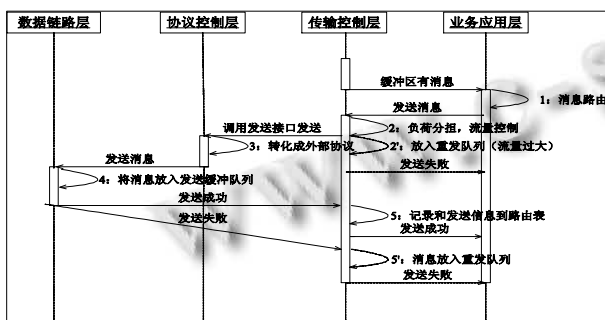 数据链路层 协议控制层 传输控制层 业务应用层
缓冲区有消息
1：消息路由
发送消息
调用发送接口发送
2：负荷分担，流量控制
3：转化成外部协议
2'：放入重发队列（流量过大）
发送消息
发送失败
4：将消息放入发送缓冲队列
发送成功
发送失败
5：记录和发送信息到路由表
发送成功
5'：消息放入重发队列
发送失败